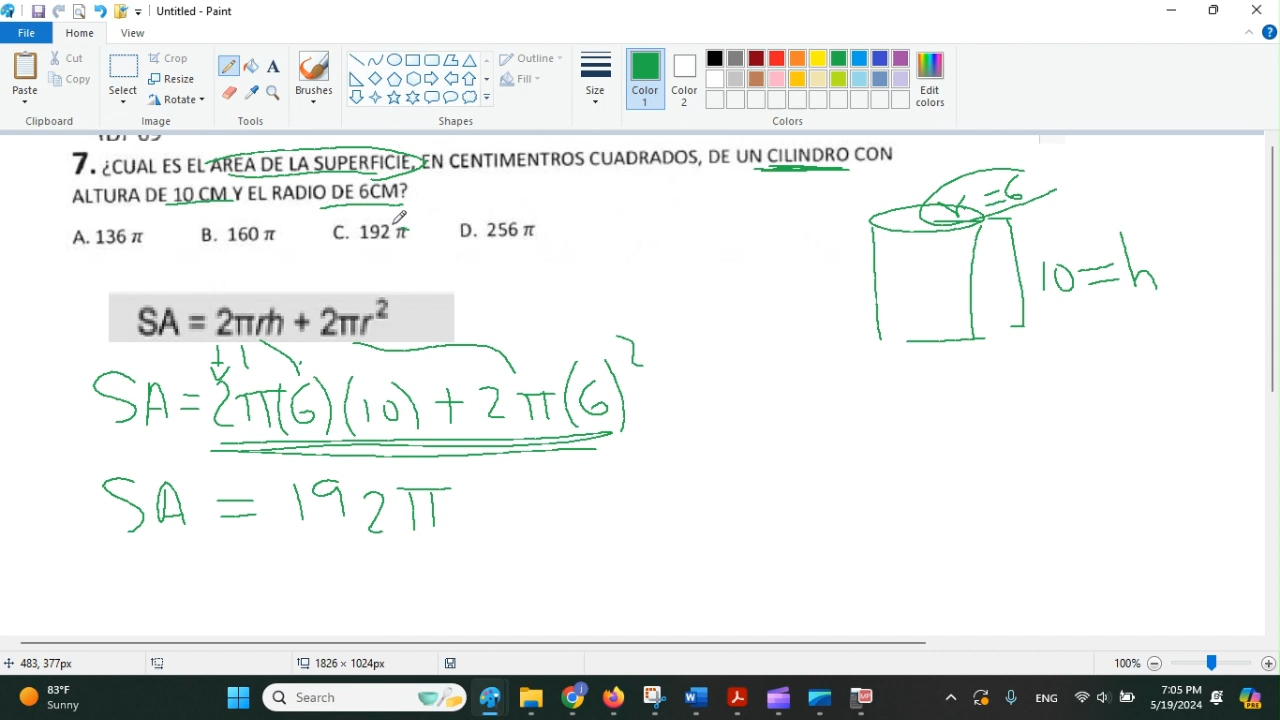 Untitled - Paint
File
Home
View
Paste
Cut
Copy
Clipboard
Select
Crop
Resize
Rotate
Image
A
Tools
Brushes
Outline
Fill
Shapes
Size
Color 1
Color 2
Edit colors
Colors
7. ¿CUAL ES EL AREA DE LA SUPERFICIE, EN CENTIMENTROS CUADRADOS, DE UN CILINDRO CON
ALTURA DE 10 CM Y EL RADIO DE 6CM?
A. 136 π
B. 160 π
C. 192 π
D. 256 π
r = 6
10 = h
SA = 2πrh + 2πr²
SA = 2π(6)(10) + 2π(6)²
SA = 192π
483, 377px
1826 × 1024px
100%
83°F
Sunny
Search
ENG
7:05 PM
5/19/2024